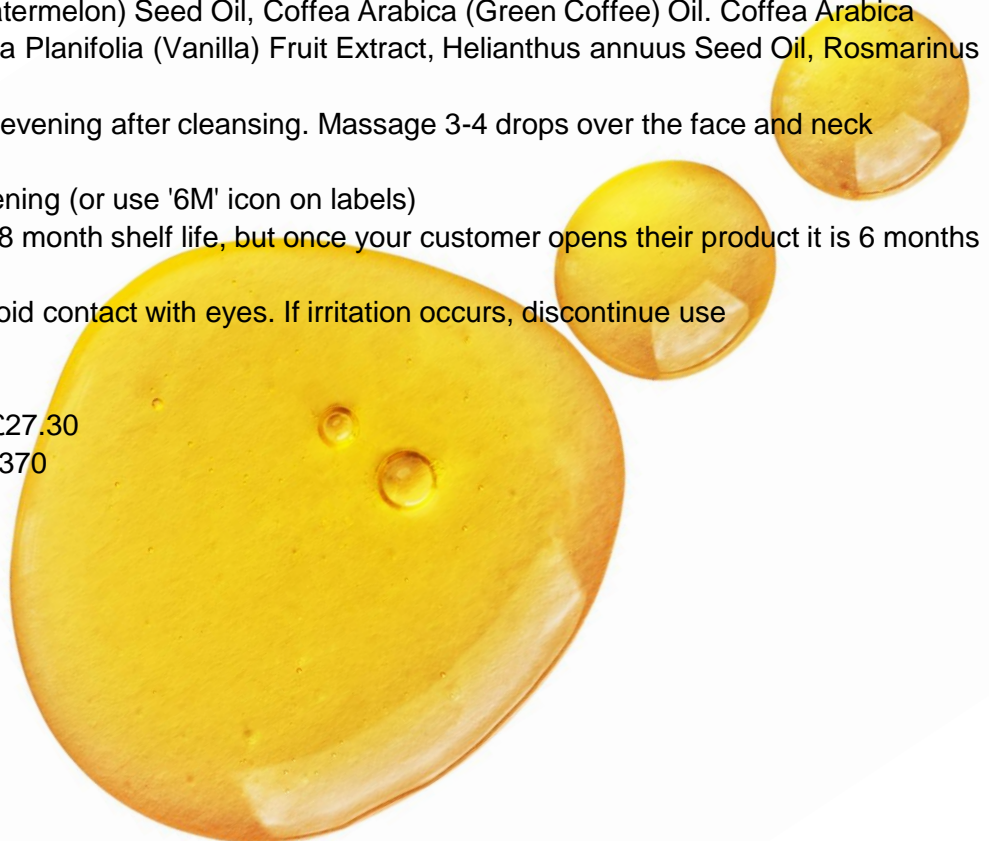 atermelon) Seed Oil, Coffea Arabica (Green Coffee) Oil. Coffea Arabica
a Planifolia (Vanilla) Fruit Extract, Helianthus annuus Seed Oil, Rosmarinus
evening after cleansing. Massage 3-4 drops over the face and neck
ening (or use '6M' icon on labels)
8 month shelf life, but once your customer opens their product it is 6 months
oid contact with eyes. If irritation occurs, discontinue use
£27.30
370